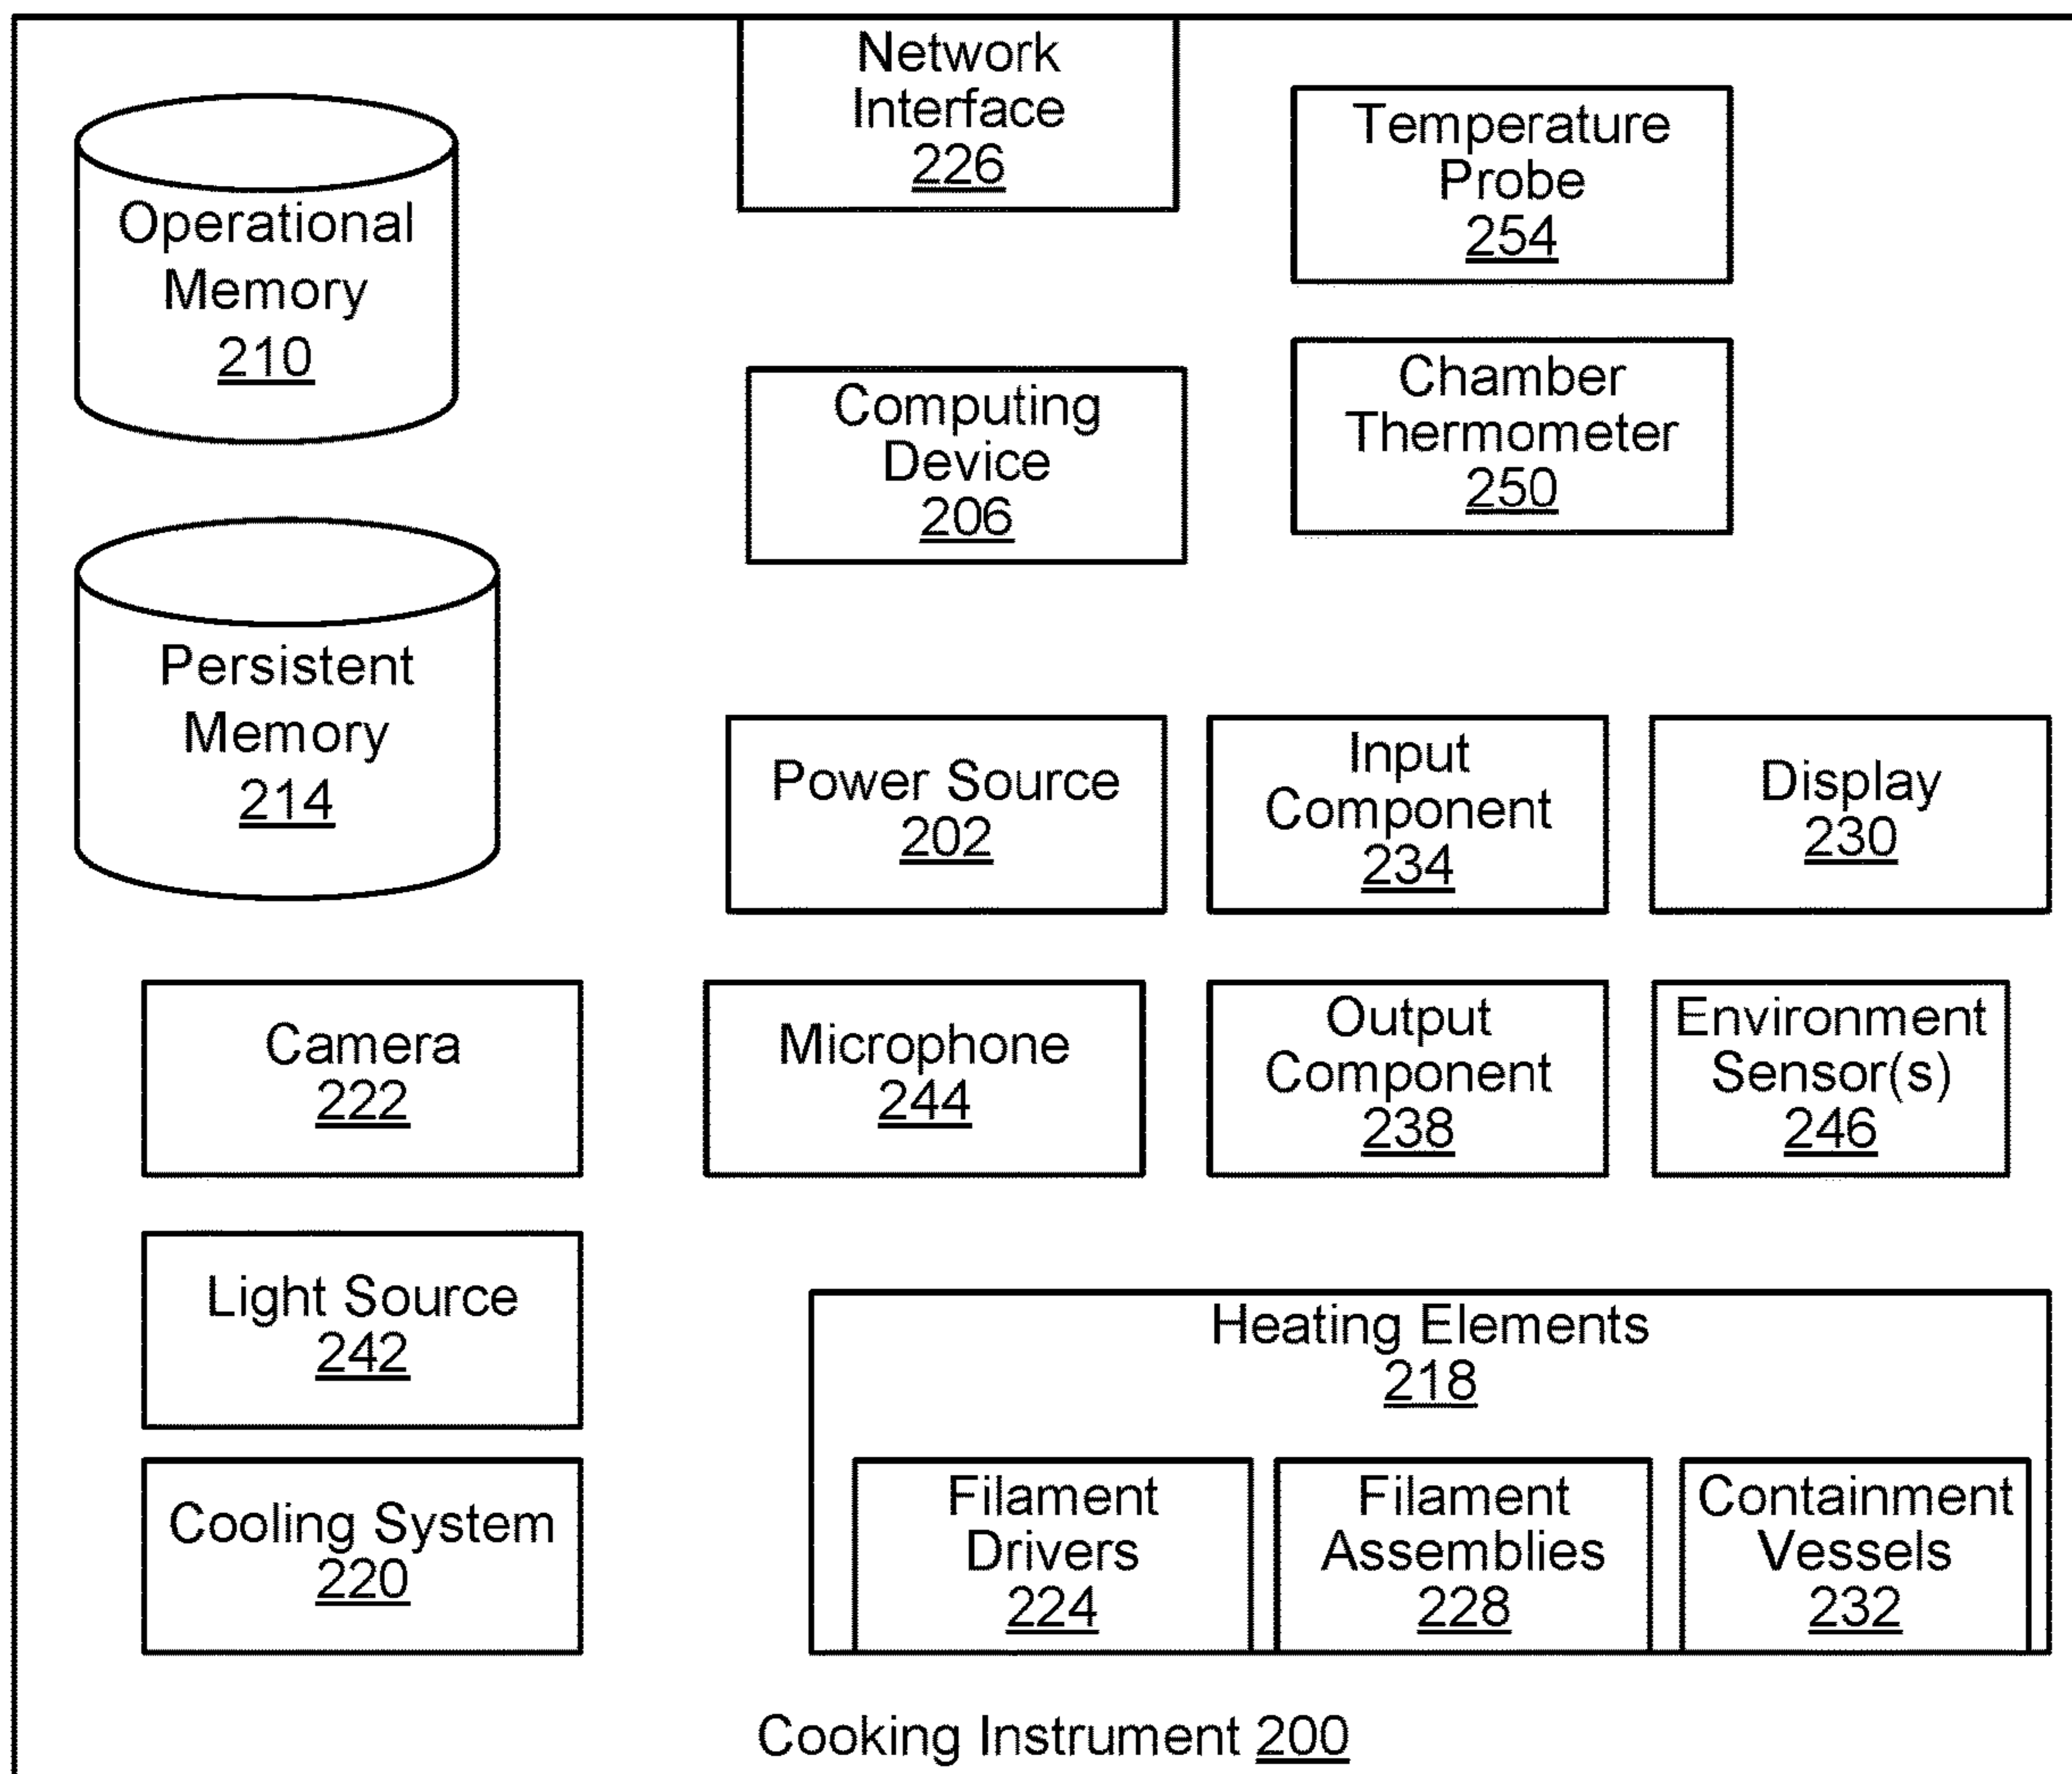 Network
Interface
226
Temperature
Probe
254
Operational
Memory
210
Computing
Device
206
Chamber
Thermometer
250
Persistent
Memory
214
Power Source
202
Input
Component
234
Display
230
Camera
222
Microphone
244
Output
Component
238
Environment
Sensor(s)
246
Light Source
242
Cooling System
220
Heating Elements
218
Filament
Drivers
224
Filament
Assemblies
228
Containment
Vessels
232
Cooking Instrument 200